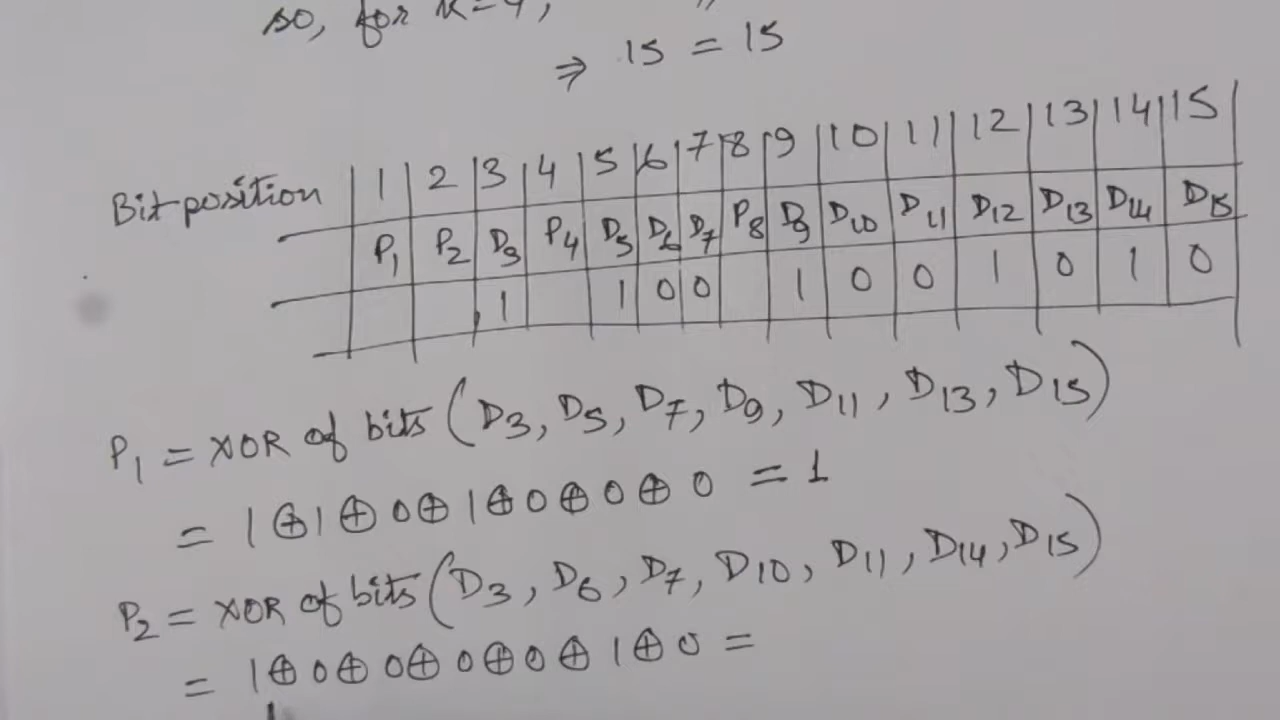 so, for k=4,
⇒ 15 = 15
Bit position | 1 | 2 | 3 | 4 | 5 | 6 | 7 | 8 | 9 | 10 | 11 | 12 | 13 | 14 | 15
P1 | P2 | D3 | P4 | D5 | D6 | D7 | P8 | D9 | D10 | D11 | D12 | D13 | D14 | D15
1 | 1 | 0 | 0 | 1 | 0 | 0 | 1 | 0 | 1 | 0
P1 = XOR of bits (D3, D5, D7, D9, D11, D13, D15)
= 1 ⊕ 1 ⊕ 0 ⊕ 1 ⊕ 0 ⊕ 0 ⊕ 0 = 1
P2 = XOR of bits (D3, D6, D7, D10, D11, D14, D15)
= 1 ⊕ 0 ⊕ 0 ⊕ 0 ⊕ 0 ⊕ 1 ⊕ 0 =